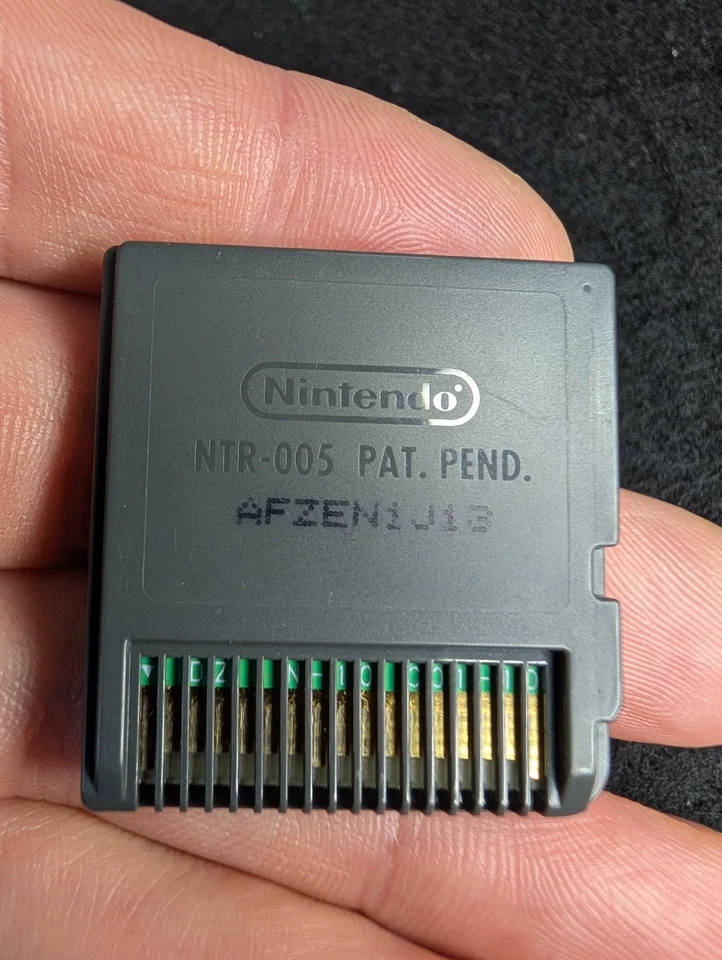 Nintendo®
NTR-005 PAT. PEND.
AFZEN1J13